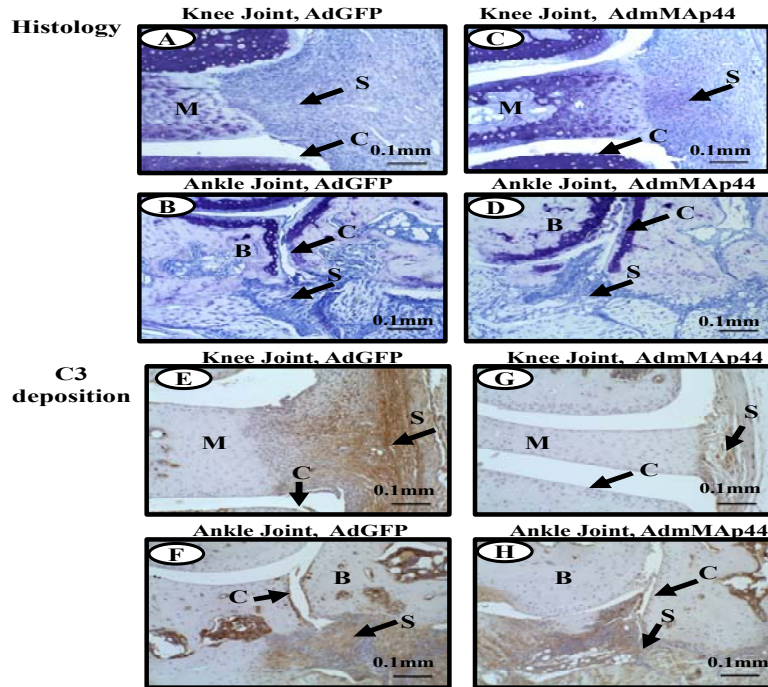 Histology
Knee Joint, AdGFP
A
S
M
C
0.1mm
Knee Joint, AdmMAp44
C
S
M
C
0.1mm
Ankle Joint, AdGFP
B
B
C
S
0.1mm
Ankle Joint, AdmMAp44
D
B
C
S
0.1mm
C3
deposition
Knee Joint, AdGFP
E
S
M
C
0.1mm
Knee Joint, AdmMAp44
G
S
M
C
0.1mm
Ankle Joint, AdGFP
F
B
C
S
0.1mm
Ankle Joint, AdmMAp44
H
C
B
S
0.1mm